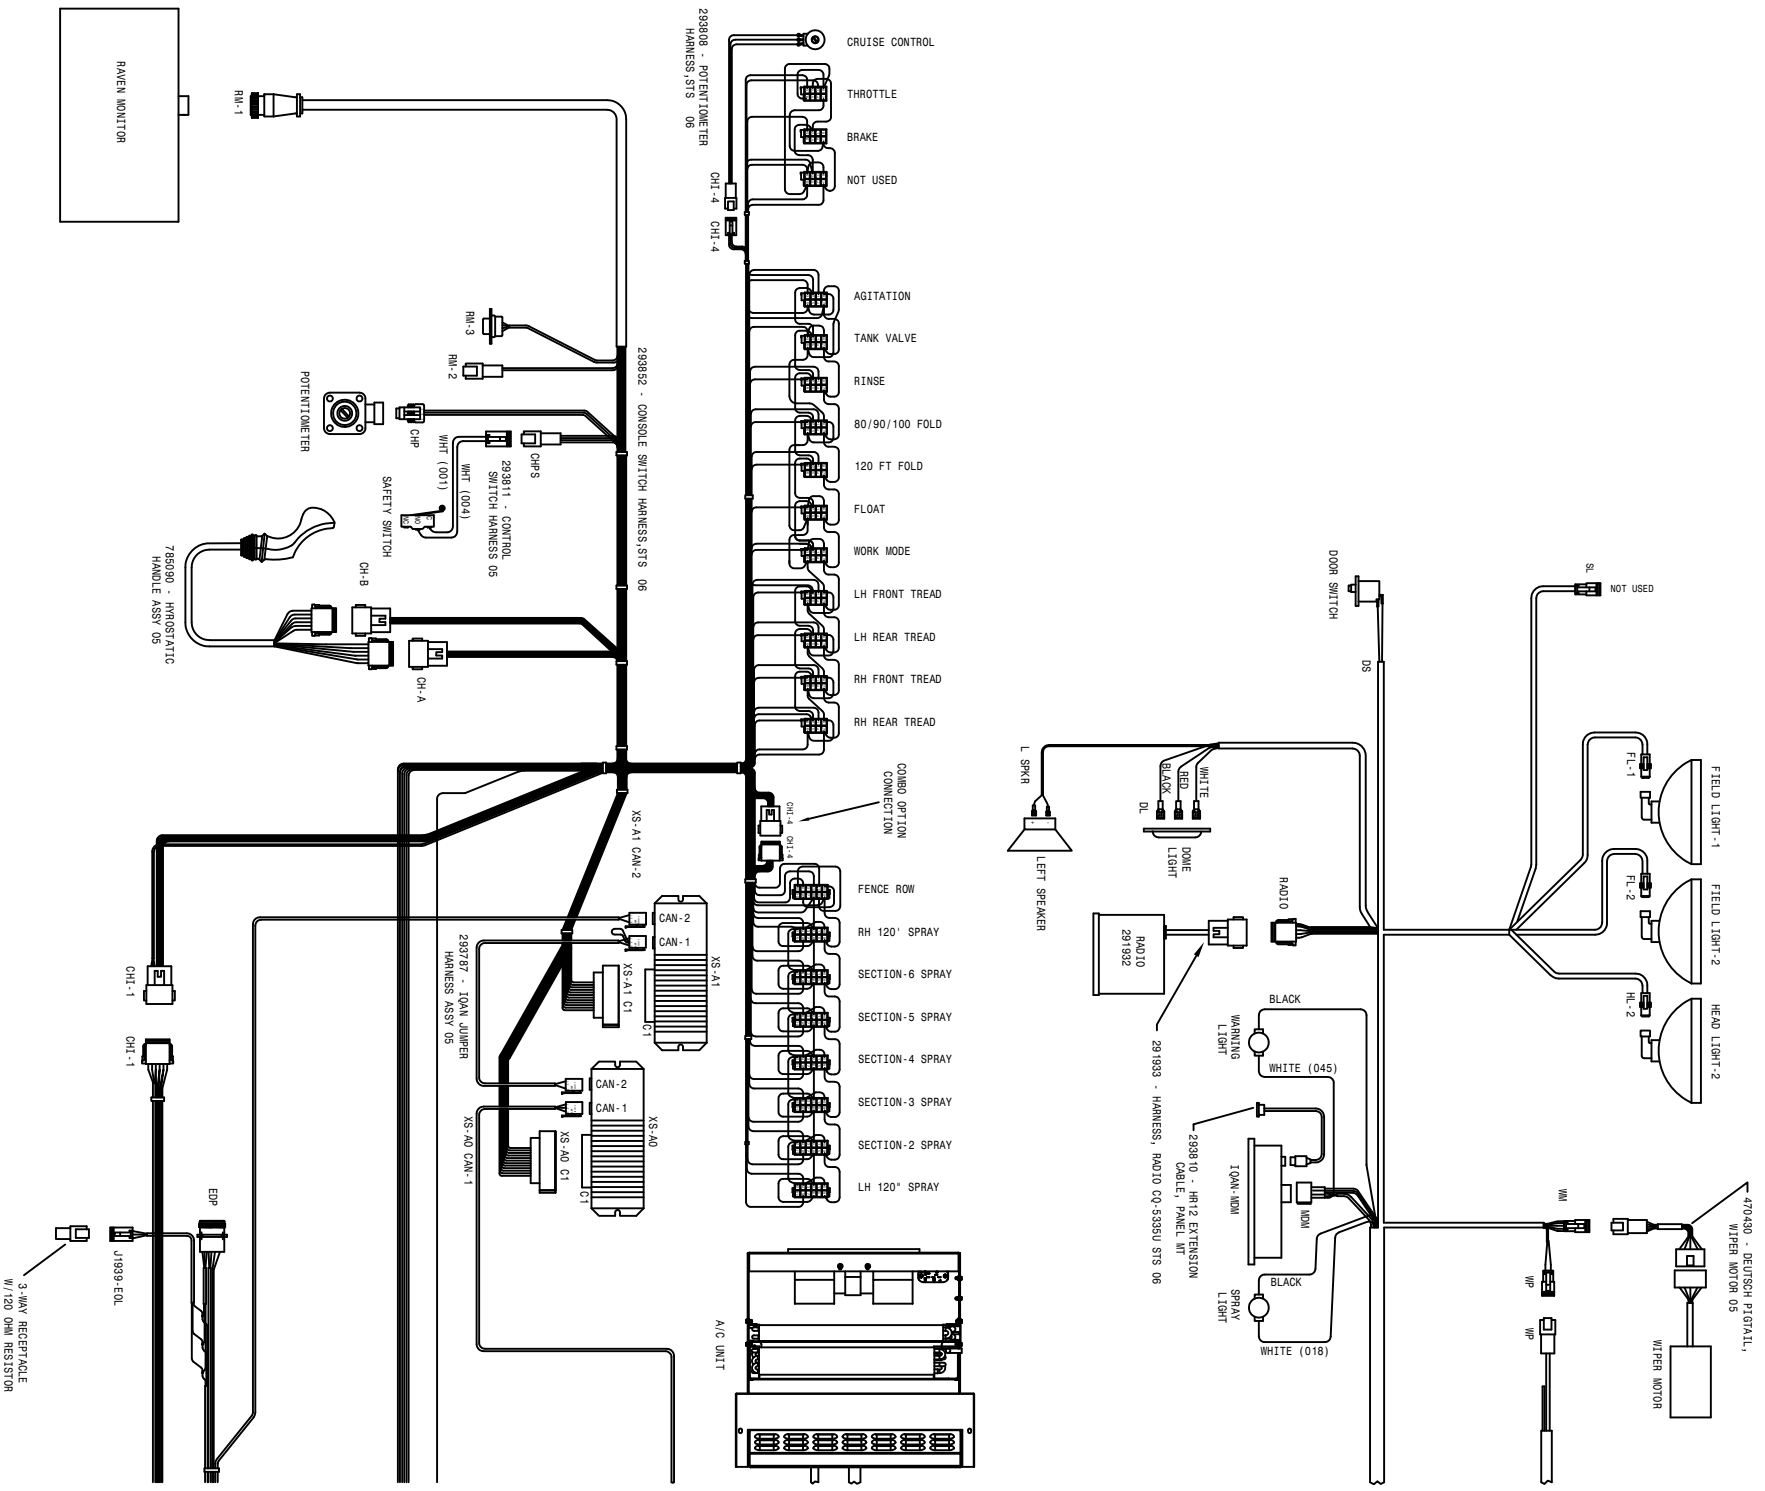 CRUISE CONTROL
THROTTLE
BRAKE
NOT USED
293808 - POTENTIOMETER
HARNESS,STS 06
CHI-4
CHI-4
RAVEN MONITOR
RM-1
AGITATION
TANK VALVE
RINSE
80/90/100 FOLD
120 FT FOLD
FLOAT
WORK MODE
LH FRONT TREAD
LH REAR TREAD
RH FRONT TREAD
RH REAR TREAD
293852 - CONSOLE SWITCH HARNESS,STS 06
RM-3
RM-2
POTENTIOMETER
CHP
CHPS
WHT (001)
WHT (004)
293811 - CONTROL
SWITCH HARNESS 05
SAFETY SWITCH
NC
NO
C
785090 - HYROSTATIC
HANDLE ASSY 05
CH-B
CH-A
COMBO OPTION
CONNECTION
CHI-4
CHI-4
FENCE ROW
RH 120' SPRAY
SECTION-6 SPRAY
SECTION-5 SPRAY
SECTION-4 SPRAY
SECTION-3 SPRAY
SECTION-2 SPRAY
LH 120" SPRAY
XS-A1 CAN-2
CAN-2
CAN-1
XS-A1
C1
XS-A1 C1
293787 - IQAN JUMPER
HARNESS ASSY 05
CAN-2
CAN-1
XS-A0
C1
XS-A0 C1
XS-A0 CAN-1
CHI-1
CHI-1
EDP
J1939-EOL
3-WAY RECEPTACLE
W/120 OHM RESISTOR
A/C UNIT
SL
NOT USED
DOOR SWITCH
DS
FL-1
FIELD LIGHT-1
FL-2
FIELD LIGHT-2
HL-2
HEAD LIGHT-2
L SPKR
LEFT SPEAKER
BLACK
RED
WHITE
DL
DOME
LIGHT
RADIO
RADIO
291932
291933 - HARNESS, RADIO CQ-5335U STS 06
BLACK
WARNING
LIGHT
WHITE (045)
293810 - HR12 EXTENSION
CABLE, PANEL MT
IQAN-MDM
MDM
BLACK
SPRAY
LIGHT
WHITE (018)
WM
WP
WP
470430 - DEUTSCH PIGTAIL,
WIPER MOTOR 05
WIPER MOTOR